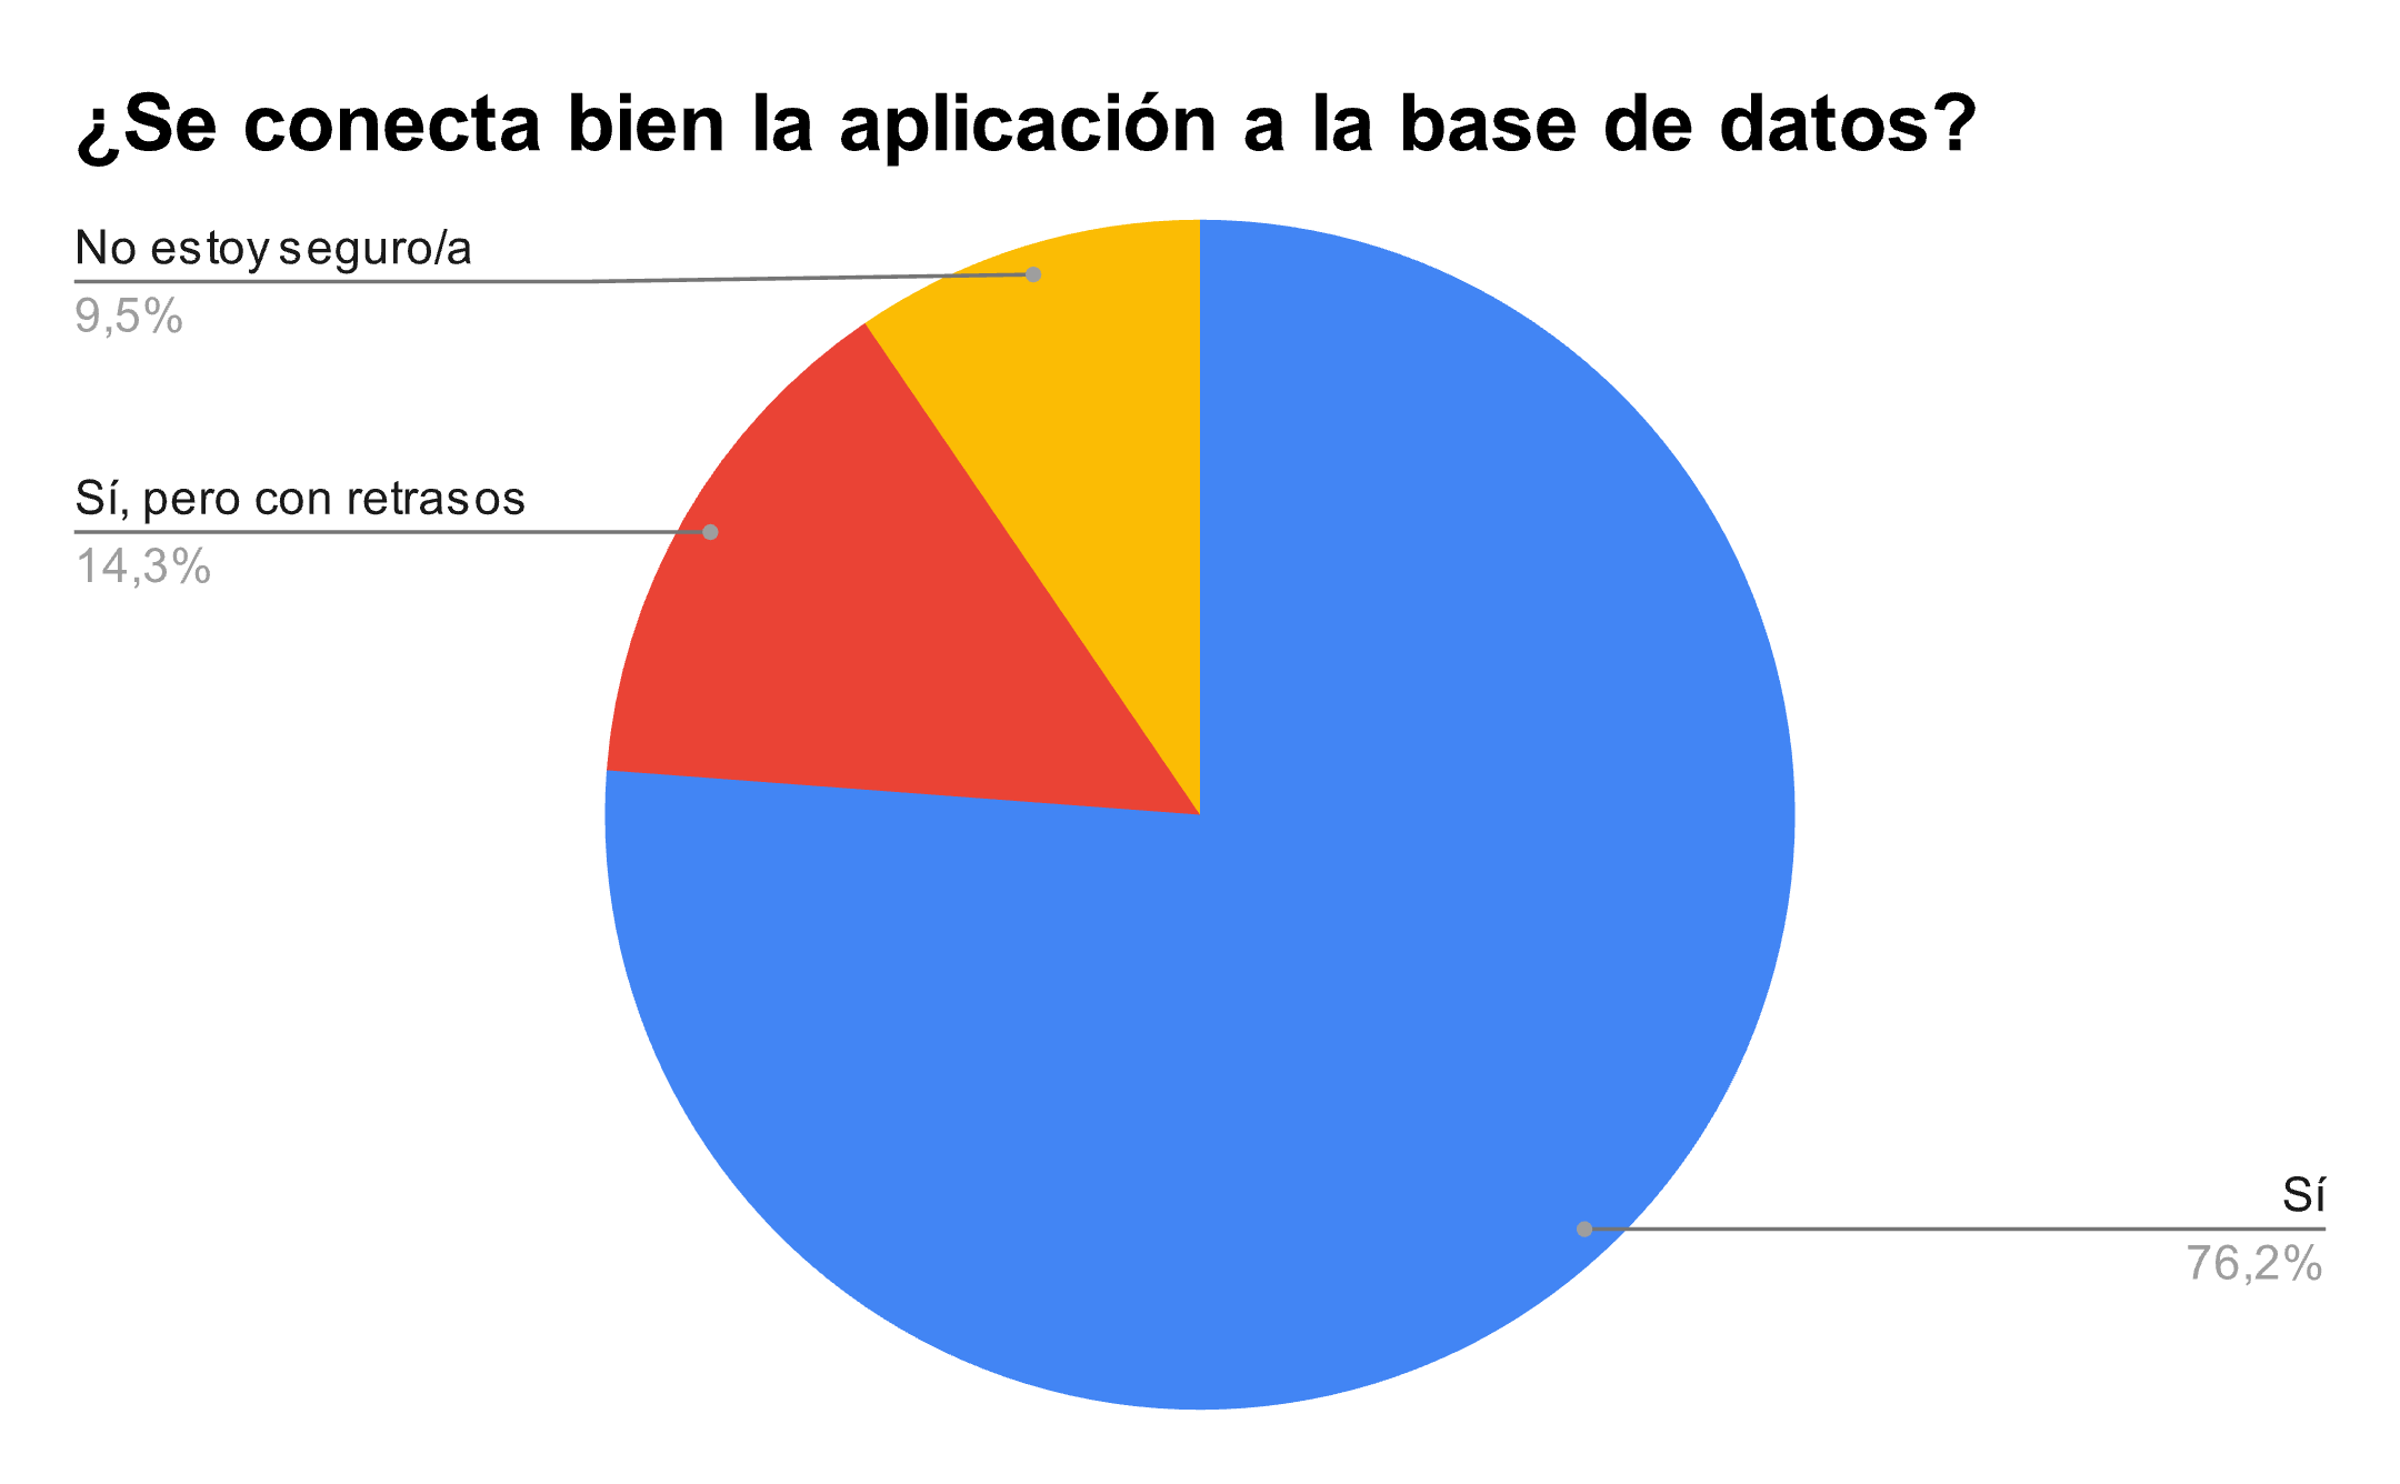 ¿Se conecta bien la aplicación a la base de datos?
No estoy seguro/a
9,5%
Sí, pero con retrasos
14,3%
Sí
76,2%